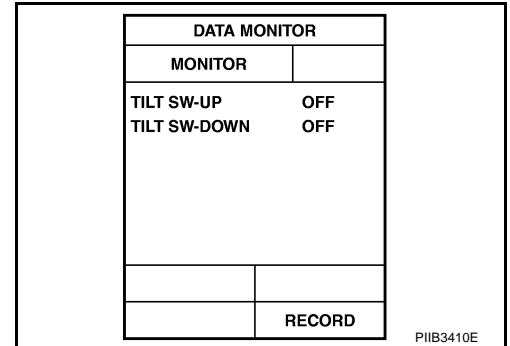 DATA MONITOR
MONITOR
TILT SW-UP OFF
TILT SW-DOWN OFF
RECORD
PIIB3410E